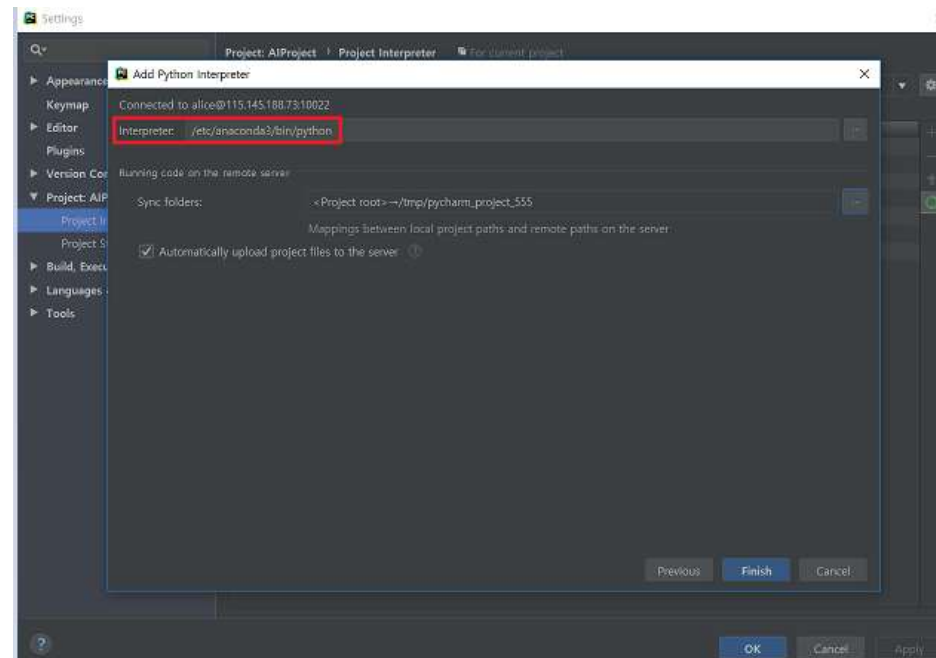 Settings
Project: AIProject › Project Interpreter For current project
Add Python Interpreter
Appearance
Connected to alice@115.145.188.73:10022
Keymap
Interpreter: /etc/anaconda3/bin/python
Editor
Plugins
Version Con
Running code on the remote server
Project: AIP
Sync folders: <Project root>→/tmp/pycharm_project_555
Project In
Mappings between local project paths and remote paths on the server
Project S
Automatically upload project files to the server ?
Build, Execu
Languages
Tools
Previous Finish Cancel
? OK Cancel Apply